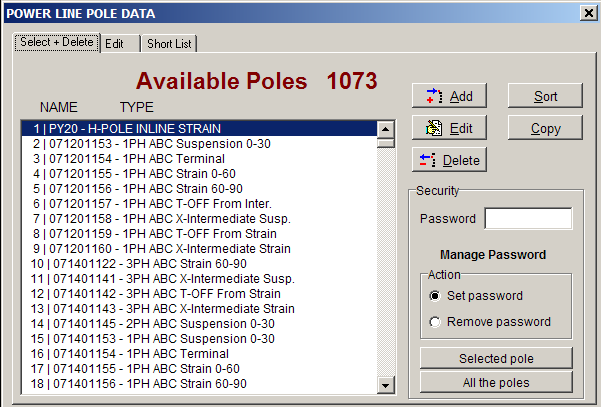 POWER LINE POLE DATA
Select + Delete Edit Short List
Available Poles 1073
NAME TYPE
1 | PY20 - H-POLE INLINE STRAIN
2 | 071201153 - 1PH ABC Suspension 0-30
3 | 071201154 - 1PH ABC Terminal
4 | 071201155 - 1PH ABC Strain 0-60
5 | 071201156 - 1PH ABC Strain 60-90
6 | 071201157 - 1PH ABC T-OFF From Inter.
7 | 071201158 - 1PH ABC X-Intermediate Susp.
8 | 071201159 - 1PH ABC T-OFF From Strain
9 | 071201160 - 1PH ABC X-Intermediate Strain
10 | 071401122 - 3PH ABC Strain 60-90
11 | 071401141 - 3PH ABC X-Intermediate Susp.
12 | 071401142 - 3PH ABC T-OFF From Strain
13 | 071401143 - 3PH ABC X-Intermediate Strain
14 | 071401145 - 2PH ABC Suspension 0-30
15 | 071401153 - 1PH ABC Suspension 0-30
16 | 071401154 - 1PH ABC Terminal
17 | 071401155 - 1PH ABC Strain 0-60
18 | 071401156 - 1PH ABC Strain 60-90
Add Sort
Edit Copy
Delete
Security
Password
Manage Password
Action
Set password
Remove password
Selected pole
All the poles